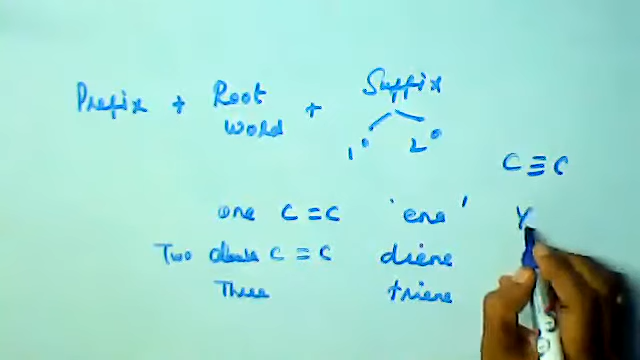 Prefix + Root word + Suffix
1° 2°
C≡C
one C=C 'ene' Y
Two C=C diene
Three triene